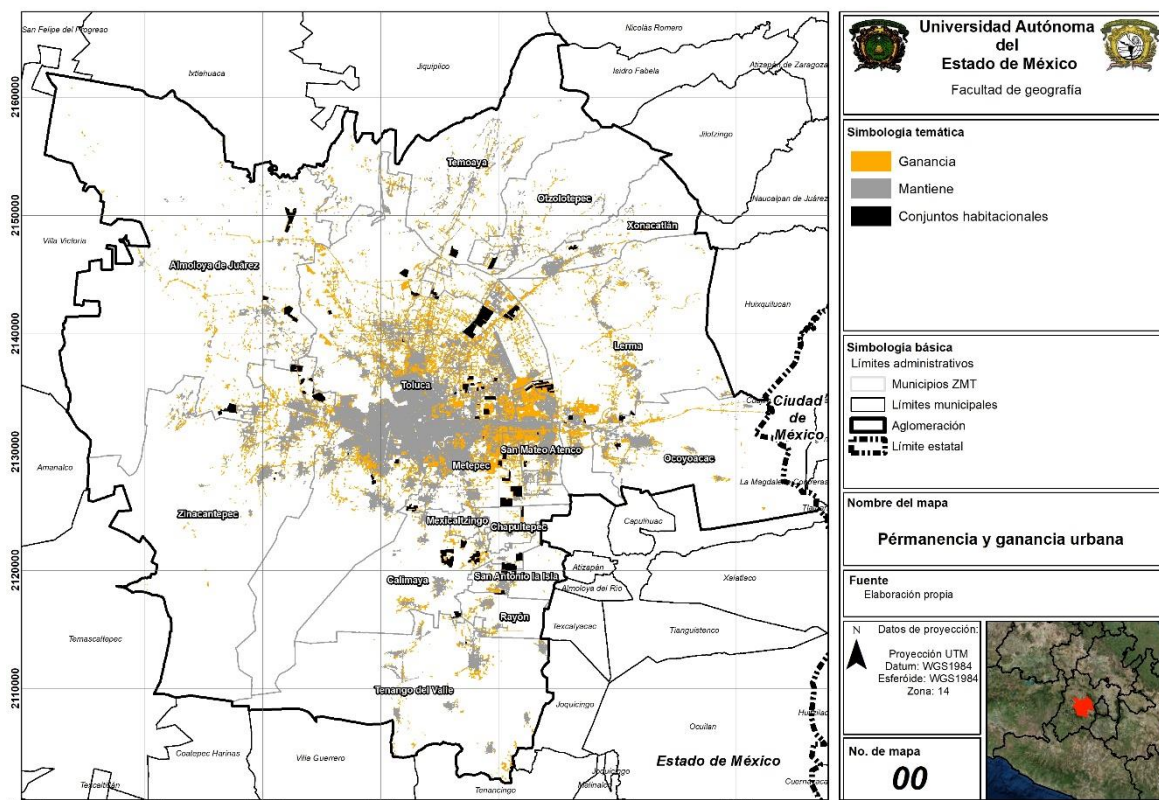 San Felipe del Progreso
Ixtlahuaca
Jiquipilco
Nicolás Romero
Isidro Fabela
Atizapán de Zaragoza
Jilotzingo
Naucalpan de Juárez
Huixquilucan
Villa Victoria
Amanalco
Temascaltepec
Temoaya
Otzolotepec
Xonacatlán
Almoloya de Juárez
Lerma
Toluca
Ciudad
de
México
San Mateo Atenco
Metepec
Ocoyoacac
La Magdalena Contreras
Zinacantepec
Mexicaltzingo
Chapultepec
Capulhuac
Calimaya
San Antonio la Isla
Atizapán
Almoloya del Río
Xalatlaco
Rayón
Texcalyacac
Tianguistenco
Tenango del Valle
Joquicingo
Ocuilan
Coatepec Harinas
Villa Guerrero
Texcaltitlán
Tenancingo
Joquicingo
Malinalco
Estado de México
2160000
2150000
2140000
2130000
2120000
2110000
Universidad Autónoma
del
Estado de México
Facultad de geografía
Simbología temática
Ganancia
Mantiene
Conjuntos habitacionales
Simbología básica
Límites administrativos
Municipios ZMT
Límites municipales
Aglomeración
Límite estatal
Nombre del mapa
Pérmanencia y ganancia urbana
Fuente
Elaboración propia
N
Datos de proyección:
Proyección UTM
Datum: WGS1984
Esferóide: WGS1984
Zona: 14
No. de mapa
00